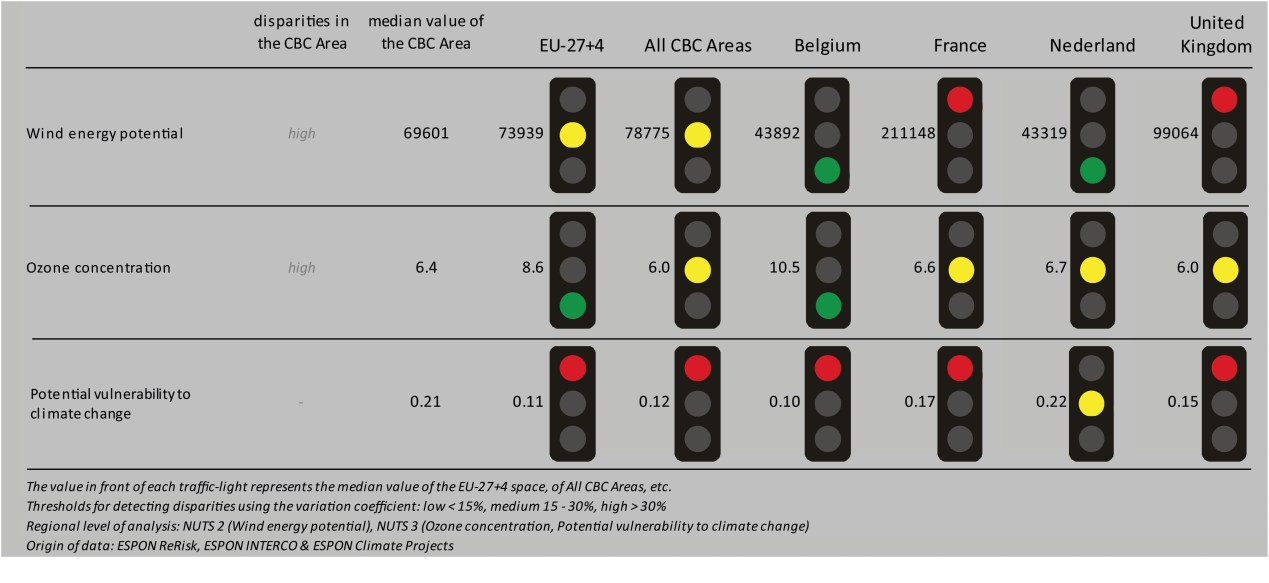 disparities in the CBC Area
median value of the CBC Area
EU-27+4
All CBC Areas
Belgium
France
Nederland
United Kingdom
Wind energy potential high 69601 73939 78775 43892 211148 43319 99064
Ozone concentration high 6.4 8.6 6.0 10.5 6.6 6.7 6.0
Potential vulnerability to
climate change
- 0.21 0.11 0.12 0.10 0.17 0.22 0.15
The value in front of each traffic-light represents the median value of the EU-27+4 space, of All CBC Areas, etc.
Thresholds for detecting disparities using the variation coefficient: low < 15%, medium 15 - 30%, high > 30%
Regional level of analysis: NUTS 2 (Wind energy potential), NUTS 3 (Ozone concentration, Potential vulnerability to climate change)
Origin of data: ESPON ReRisk, ESPON INTERCO & ESPON Climate Projects